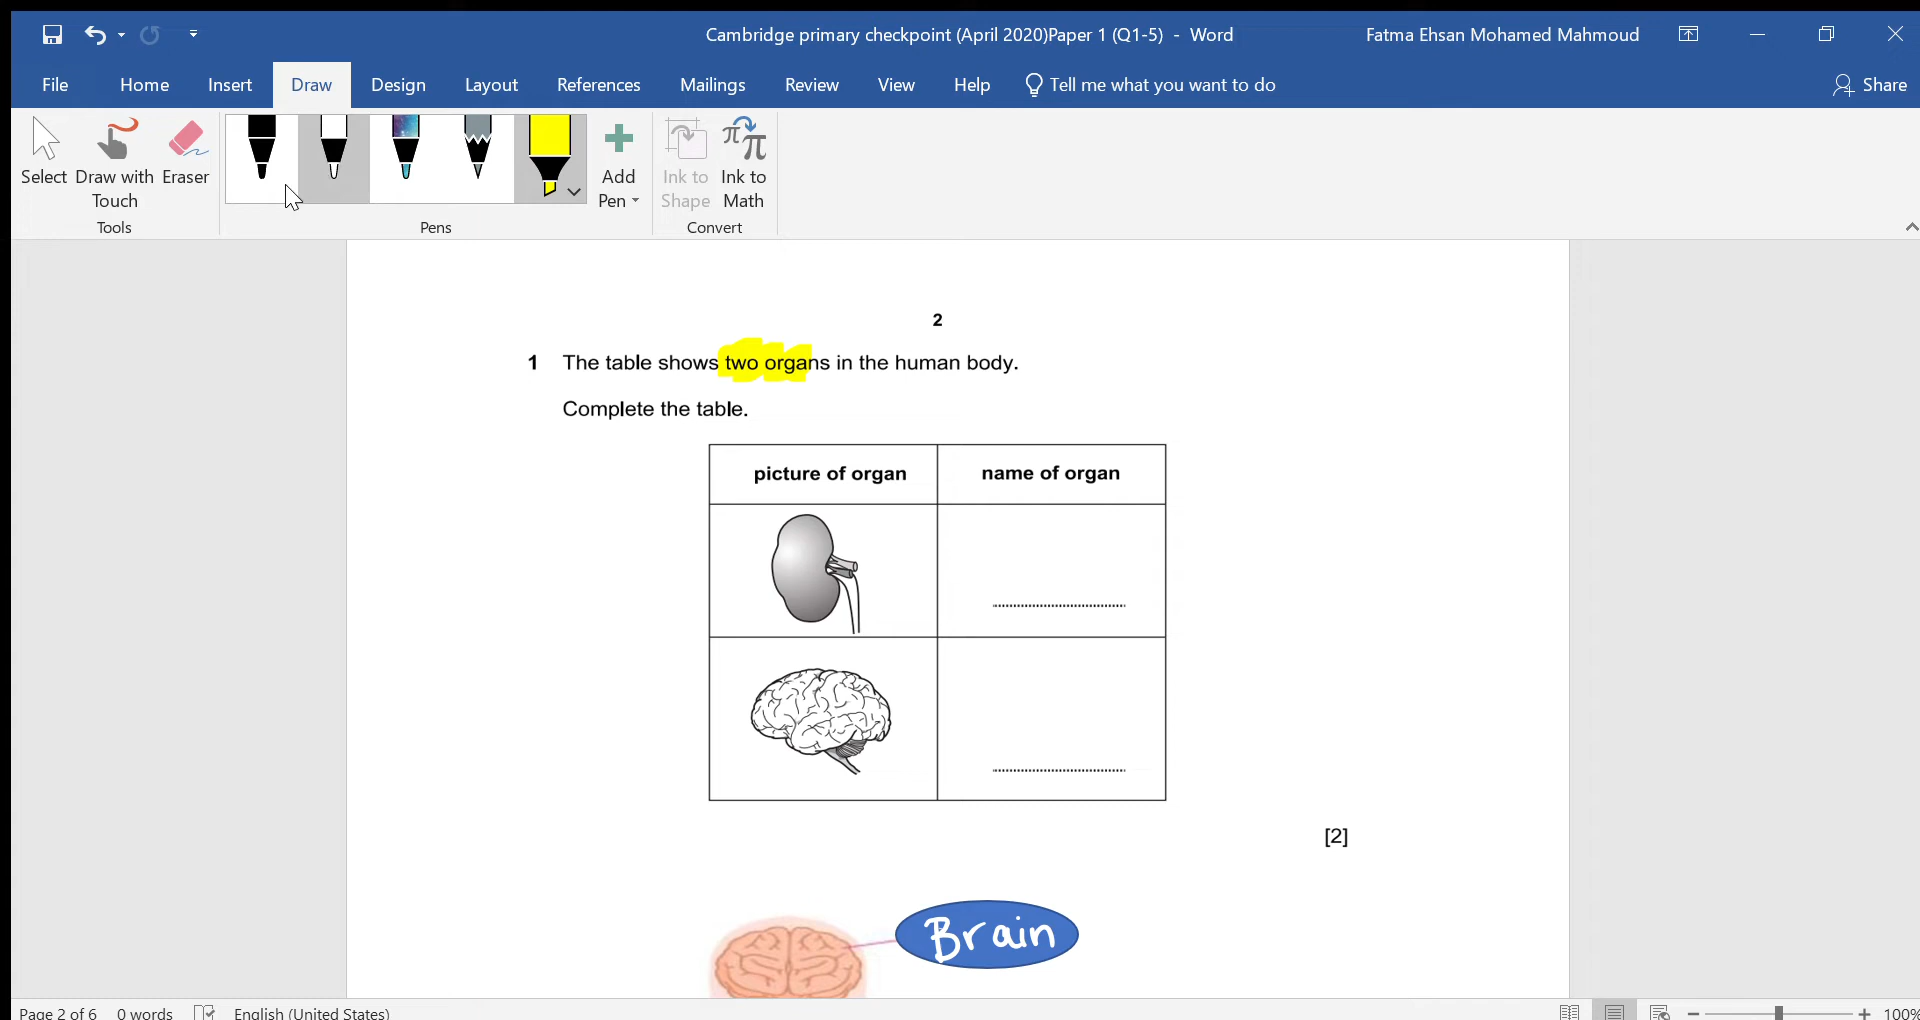 Cambridge primary checkpoint (April 2020)Paper 1 (Q1-5) - Word
Fatma Ehsan Mohamed Mahmoud
File Home Insert Draw Design Layout References Mailings Review View Help Tell me what you want to do Share
Select Draw with Touch Eraser
Add Pen
Ink to Shape
Ink to Math
Tools Pens Convert
2
1 The table shows two organs in the human body.
Complete the table.
picture of organ name of organ
[2]
Brain
Page 2 of 6 0 words English (United States) 100%